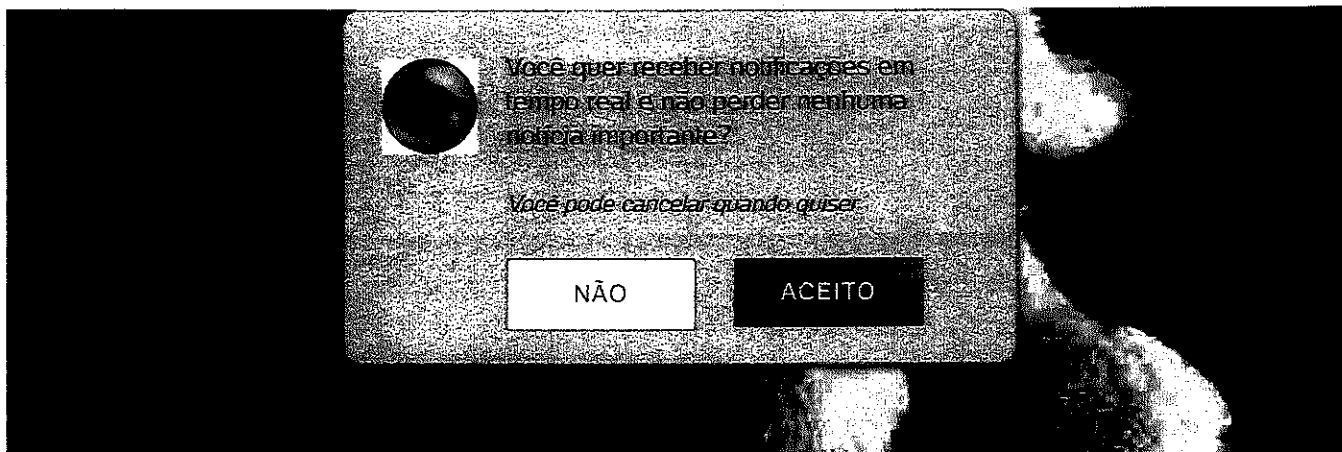 Você quer receber notificações em
tempo real e não perder nenhuma
notícia importante?
Você pode cancelar quando quiser.
NÃO
ACEITO